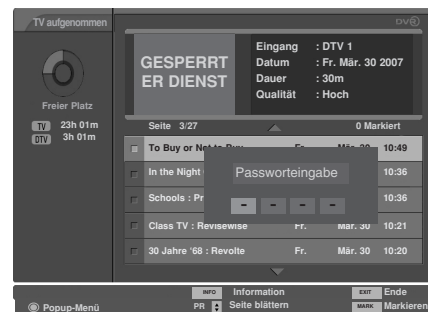 TV aufgenommen
DVR
Freier Platz
TV 23h 01m
DTV 3h 01m
GESPERRT
ER DIENST
Eingang : DTV 1
Datum : Fr. Mär. 30 2007
Dauer : 30m
Qualität : Hoch
Seite 3/27 0 Markiert
To Buy or Not to Buy Fr. Mär. 30 10:49
In the Night 10:36
Schools : Pr 10:36
Class TV : Revisewise Fr. Mär. 30 10:21
30 Jahre '68 : Revolte Fr. Mär. 30 10:20
Passworteingabe
- - - -
INFO Information EXIT Ende
Popup-Menü PR Seite blättern MARK Markieren